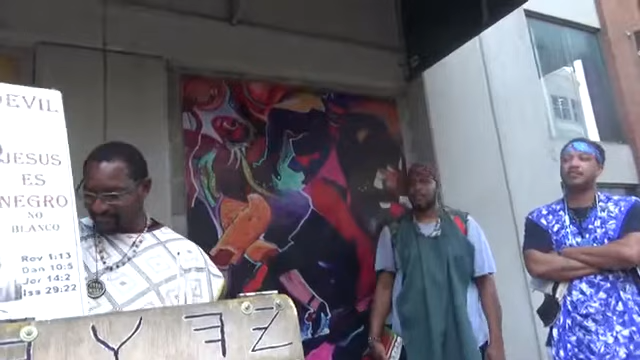 DEVIL
JESUS
ES
NEGRO
NO
BLANCO
Rev 1:13
Dan 10:5
Jer 14:2
Isa 29:22